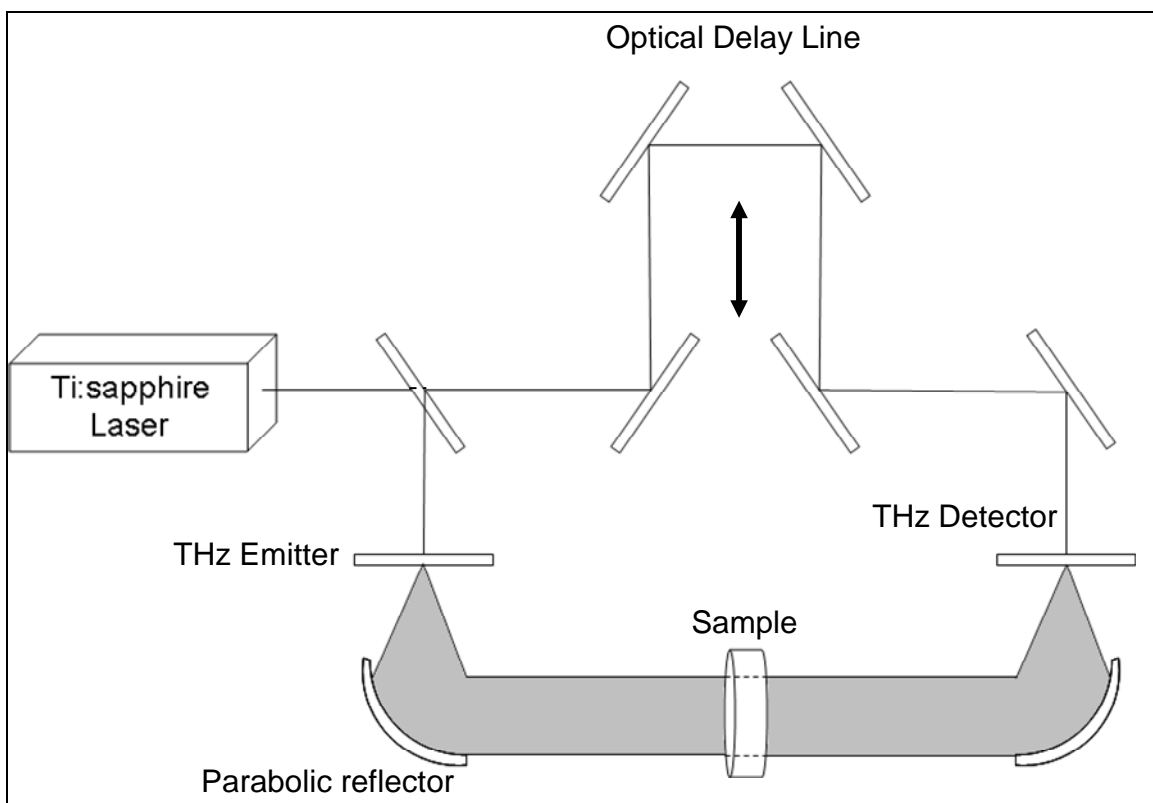 Optical Delay Line
Ti:sapphire
Laser
THz Detector
THz Emitter
Sample
Parabolic reflector